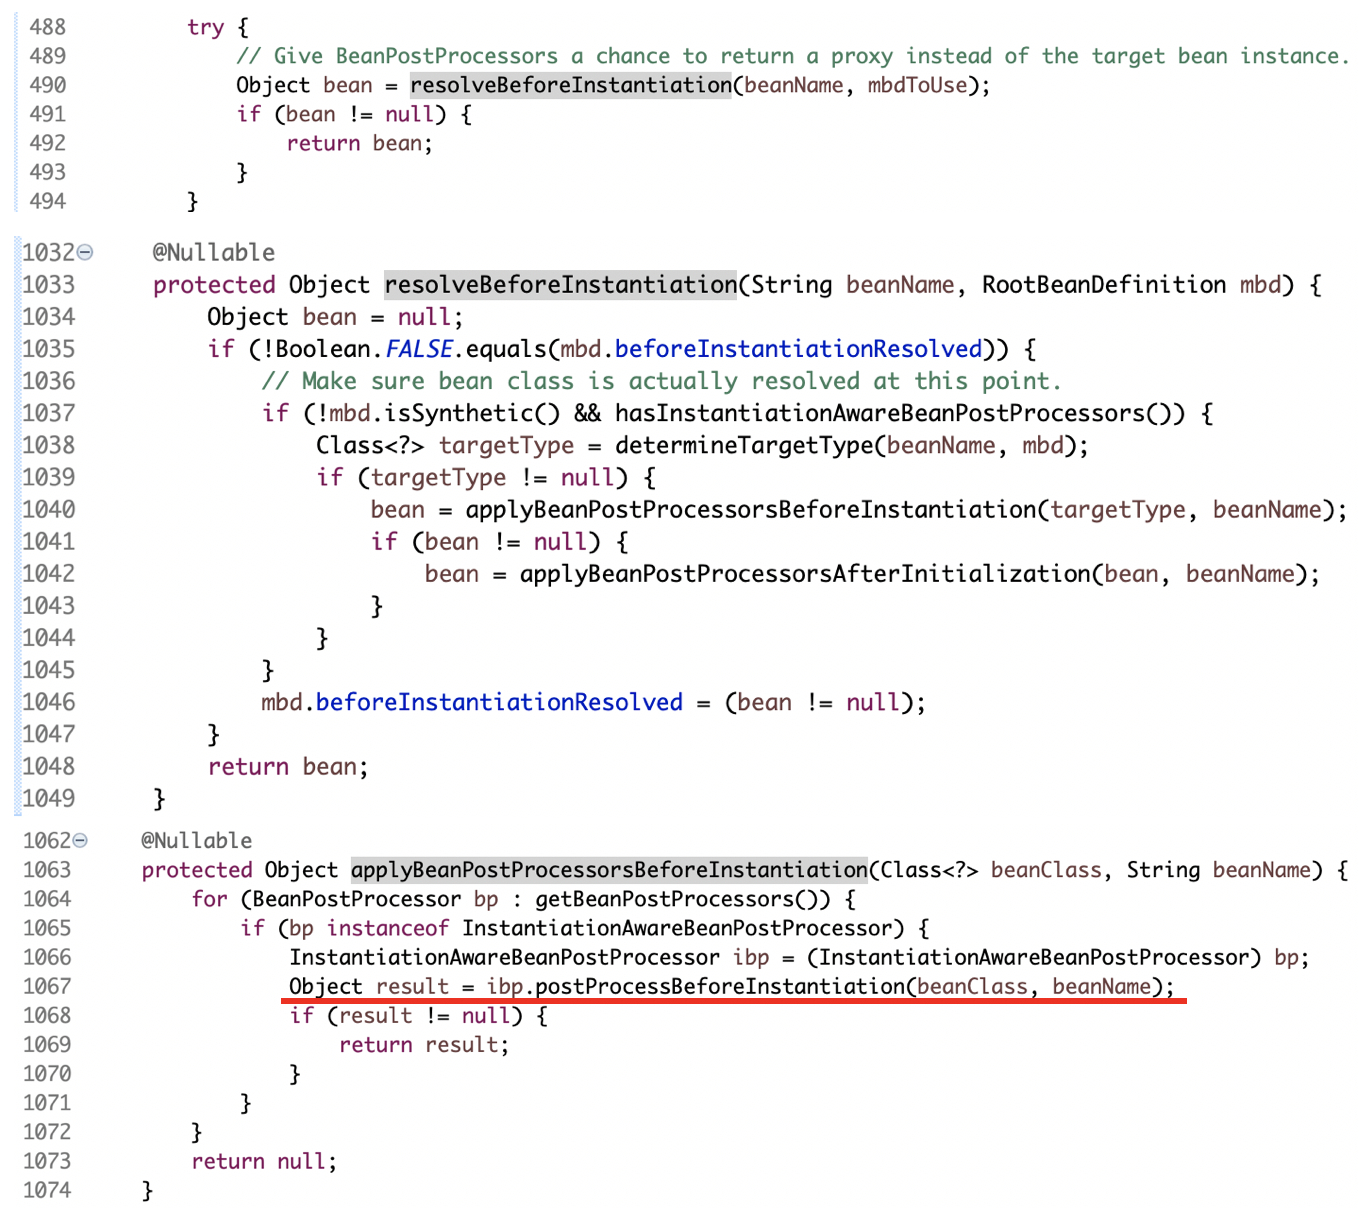 488 try {
489 // Give BeanPostProcessors a chance to return a proxy instead of the target bean instance.
490 Object bean = resolveBeforeInstantiation(beanName, mbdToUse);
491 if (bean != null) {
492 return bean;
493 }
494 }
1032 @Nullable
1033 protected Object resolveBeforeInstantiation(String beanName, RootBeanDefinition mbd) {
1034 Object bean = null;
1035 if (!Boolean.FALSE.equals(mbd.beforeInstantiationResolved)) {
1036 // Make sure bean class is actually resolved at this point.
1037 if (!mbd.isSynthetic() && hasInstantiationAwareBeanPostProcessors()) {
1038 Class<?> targetType = determineTargetType(beanName, mbd);
1039 if (targetType != null) {
1040 bean = applyBeanPostProcessorsBeforeInstantiation(targetType, beanName);
1041 if (bean != null) {
1042 bean = applyBeanPostProcessorsAfterInitialization(bean, beanName);
1043 }
1044 }
1045 }
1046 mbd.beforeInstantiationResolved = (bean != null);
1047 }
1048 return bean;
1049 }
1062 @Nullable
1063 protected Object applyBeanPostProcessorsBeforeInstantiation(Class<?> beanClass, String beanName) {
1064 for (BeanPostProcessor bp : getBeanPostProcessors()) {
1065 if (bp instanceof InstantiationAwareBeanPostProcessor) {
1066 InstantiationAwareBeanPostProcessor ibp = (InstantiationAwareBeanPostProcessor) bp;
1067 Object result = ibp.postProcessBeforeInstantiation(beanClass, beanName);
1068 if (result != null) {
1069 return result;
1070 }
1071 }
1072 }
1073 return null;
1074 }